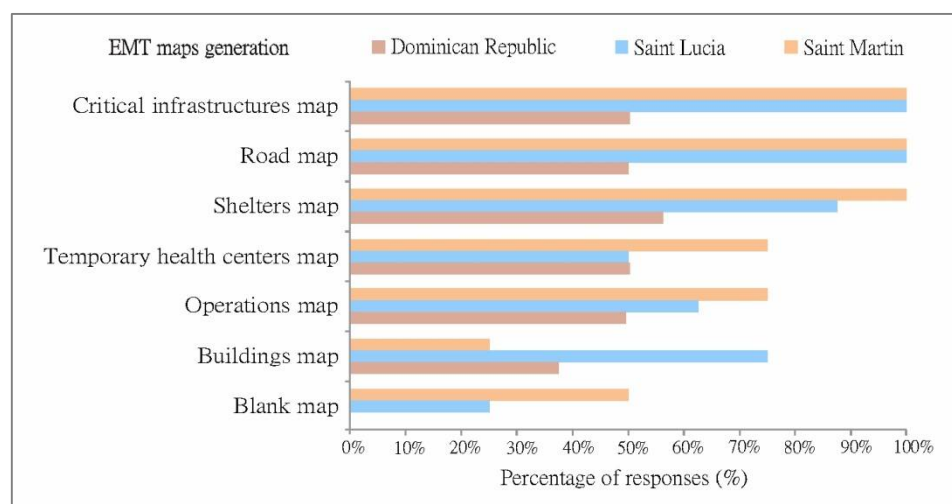 EMT maps generation Dominican Republic Saint Lucia Saint Martin
Critical infrastructures map
Road map
Shelters map
Temporary health centers map
Operations map
Buildings map
Blank map
0% 10% 20% 30% 40% 50% 60% 70% 80% 90% 100%
Percentage of responses (%)